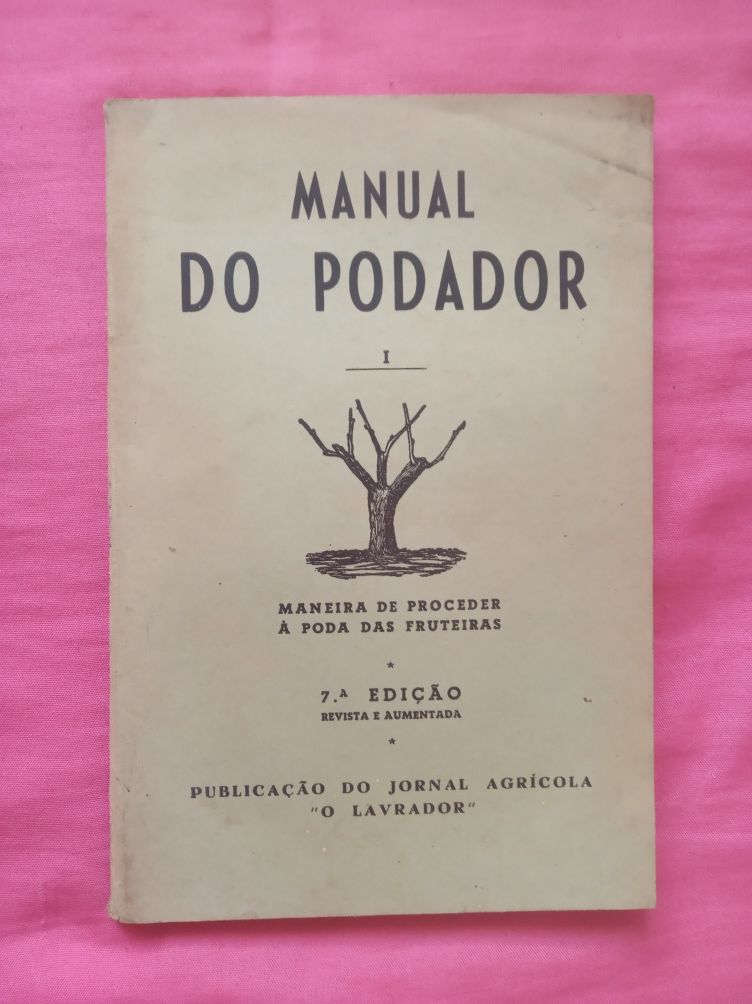 MANUAL
DO PODADOR
I
MANEIRA DE PROCEDER
À PODA DAS FRUTEIRAS
*
7.ª EDIÇÃO
REVISTA E AUMENTADA
*
PUBLICAÇÃO DO JORNAL AGRÍCOLA
"O LAVRADOR"